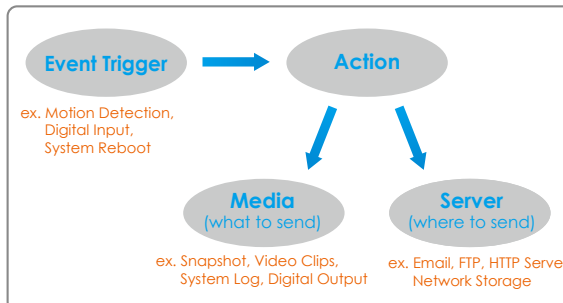 Event Trigger
Action
ex. Motion Detection,
Digital Input,
System Reboot
Media
(what to send)
Server
(where to send)
ex. Snapshot, Video Clips,
System Log, Digital Output
ex. Email, FTP, HTTP Serve
Network Storage